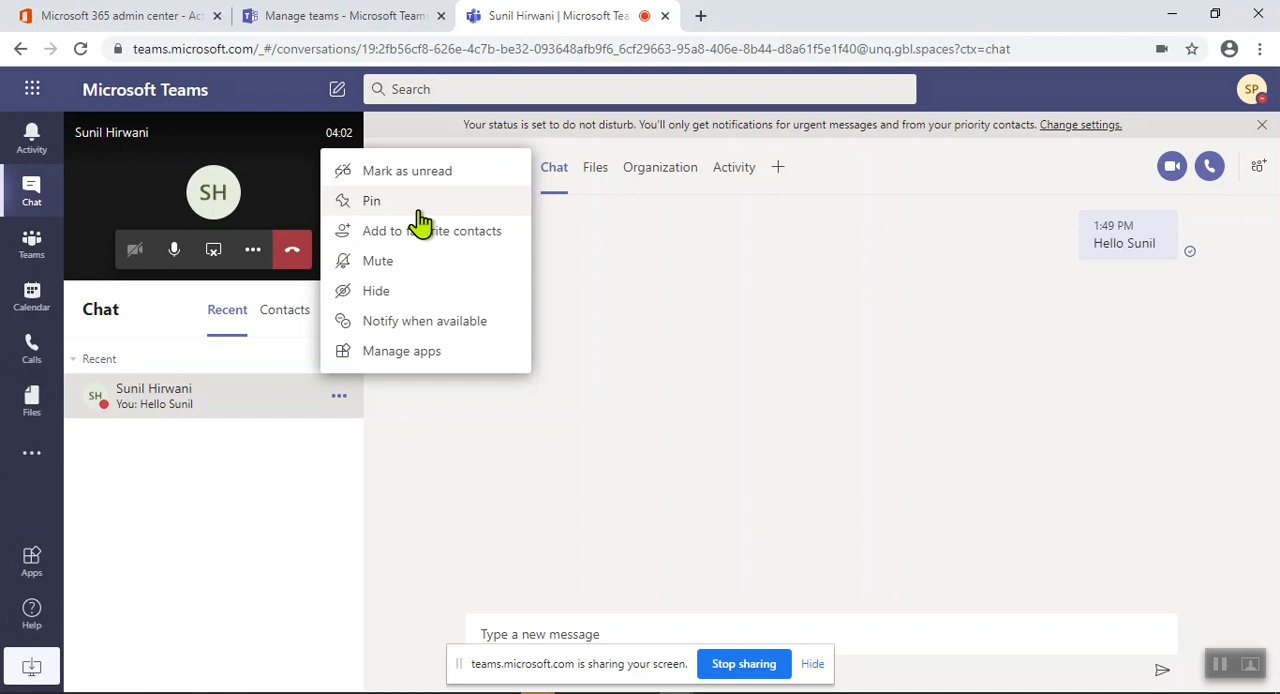 Microsoft 365 admin center - Act
Manage teams - Microsoft Teams
Sunil Hirwani | Microsoft Tea
teams.microsoft.com/_#/conversations/19:2fb56cf8-626e-4c7b-be32-093648afb9f6_6cf29663-95a8-406e-8b44-d8a61f5e1f40@unq.gbl.spaces?ctx=chat
Microsoft Teams
Search
SP
Your status is set to do not disturb. You'll only get notifications for urgent messages and from your priority contacts. Change settings.
Activity
Chat
Teams
Calendar
Calls
Files
Apps
Help
Sunil Hirwani
04:02
SH
Chat
Recent
Contacts
Recent
SH
Sunil Hirwani
You: Hello Sunil
Mark as unread
Pin
Add to favorite contacts
Mute
Hide
Notify when available
Manage apps
Chat
Files
Organization
Activity
1:49 PM
Hello Sunil
Type a new message
teams.microsoft.com is sharing your screen.
Stop sharing
Hide